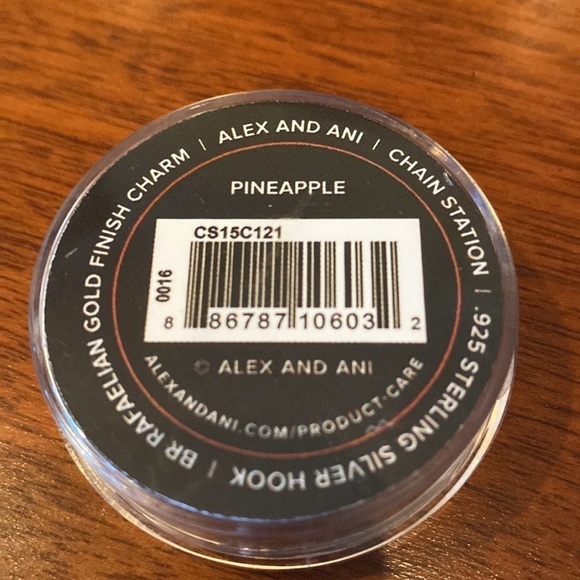 BR RAFAELIAN GOLD FINISH CHARM | ALEX AND ANI | CHAIN STATION | .925 STERLING SILVER HOOK |
PINEAPPLE
CS15C121
0016
8 86787 10603 2
© ALEX AND ANI
ALEXANDANI.COM/PRODUCT-CARE